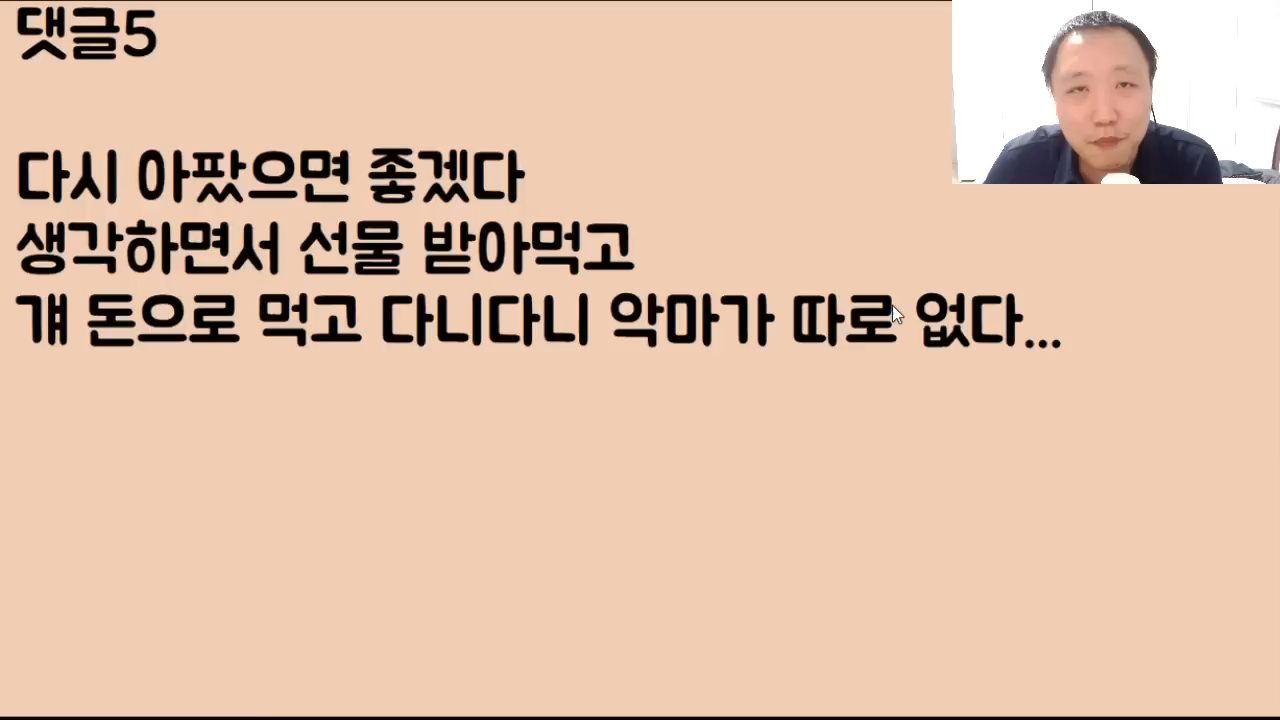 댓글5
다시 아팠으면 좋겠다
생각하면서 선물 받아먹고
걔 돈으로 먹고 다니다니 악마가 따로 없다...